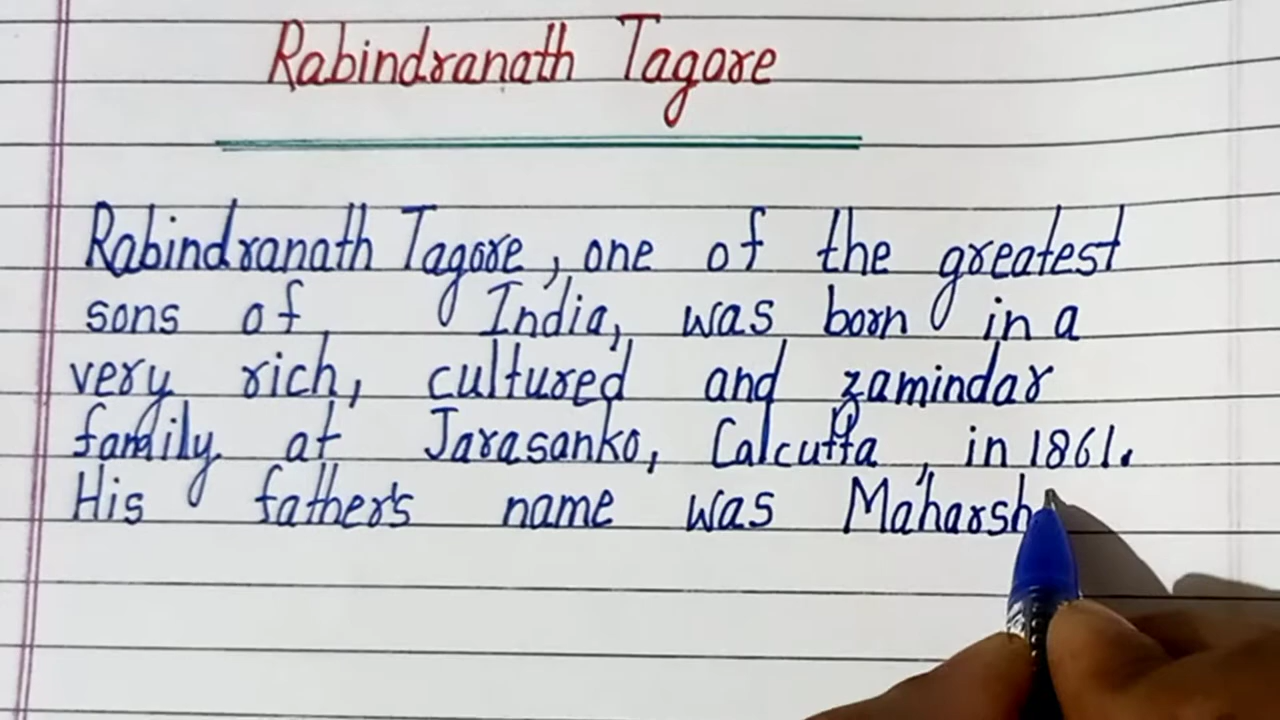 Rabindranath Tagore
Rabindranath Tagore, one of the greatest
sons of India, was born in a
very rich, cultured and zamindar
family at Jarasanko, Calcutta, in 1861.
His father's name was Maharsh